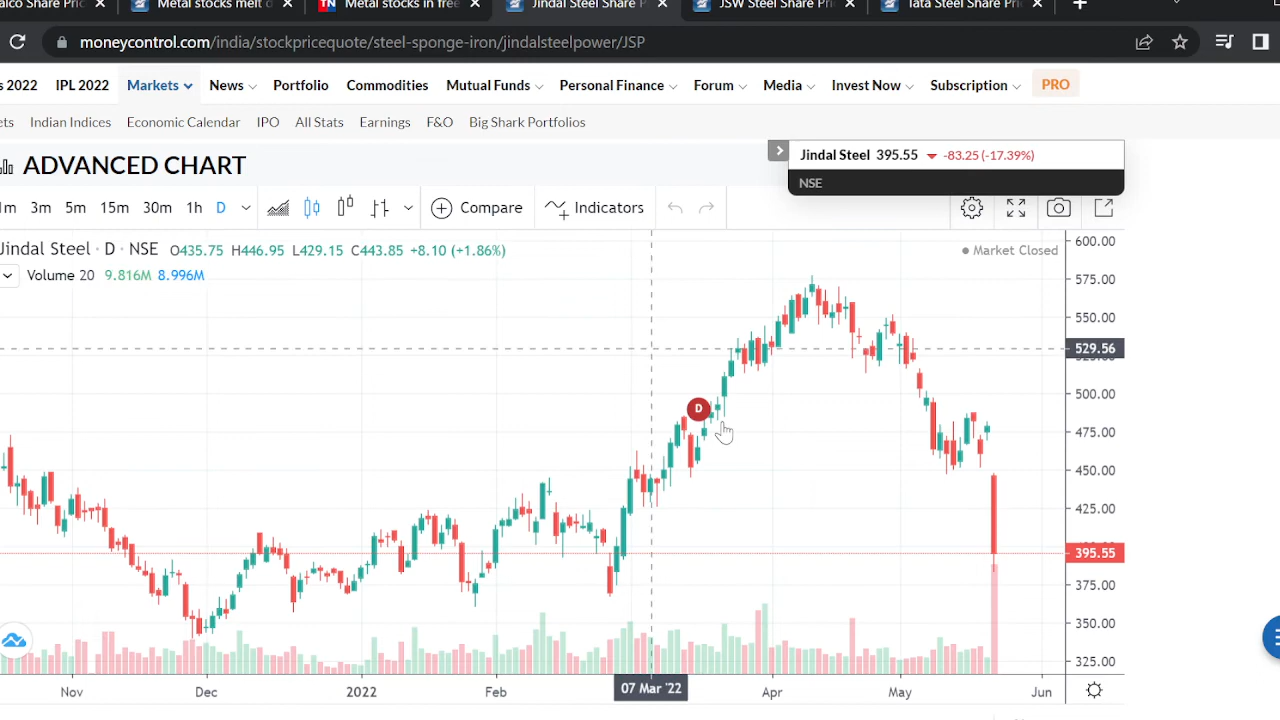 alco Share Pric
Metal stocks melt d
TN Metal stocks in free
Jindal Steel Share P
JSW Steel Share Pri
Tata Steel Share Pri
moneycontrol.com/india/stockpricequote/steel-sponge-iron/jindalsteelpower/JSP
s 2022 IPL 2022 Markets News Portfolio Commodities Mutual Funds Personal Finance Forum Media Invest Now Subscription PRO
ets Indian Indices Economic Calendar IPO All Stats Earnings F&O Big Shark Portfolios
ADVANCED CHART
Jindal Steel 395.55 -83.25 (-17.39%)
NSE
1m 3m 5m 15m 30m 1h D Compare Indicators
Jindal Steel · D · NSE O435.75 H446.95 L429.15 C443.85 +8.10 (+1.86%)
Market Closed
Volume 20 9.816M 8.996M
600.00
575.00
550.00
529.56
500.00
D
475.00
450.00
425.00
395.55
375.00
350.00
325.00
Nov Dec 2022 Feb 07 Mar '22 Apr May Jun